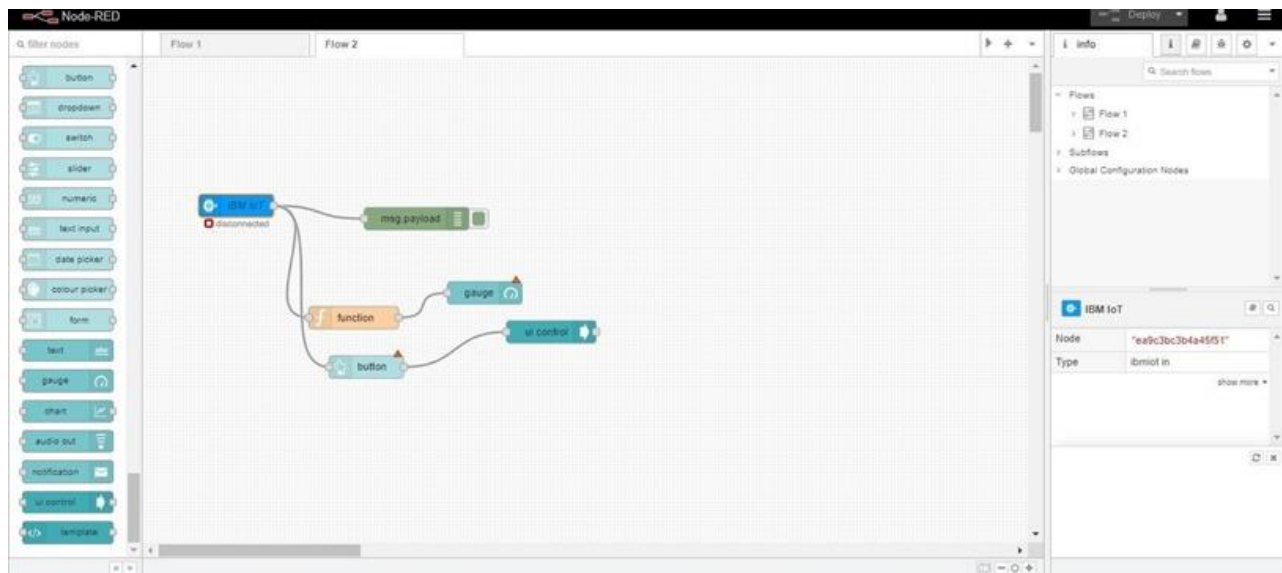 Node-RED
Deploy
filter nodes
Flow 1
Flow 2
info
Search flows
button
dropdown
switch
slider
numeric
text input
date picker
colour picker
form
text
gauge
chart
audio out
notification
ui control
template
IBM IoT
disconnected
msg.payload
function
gauge
ui control
button
Flows
Flow 1
Flow 2
Subflows
Global Configuration Nodes
IBM IoT
Node
"ea9c3bc3b4a45f51"
Type
ibmiot in
show more